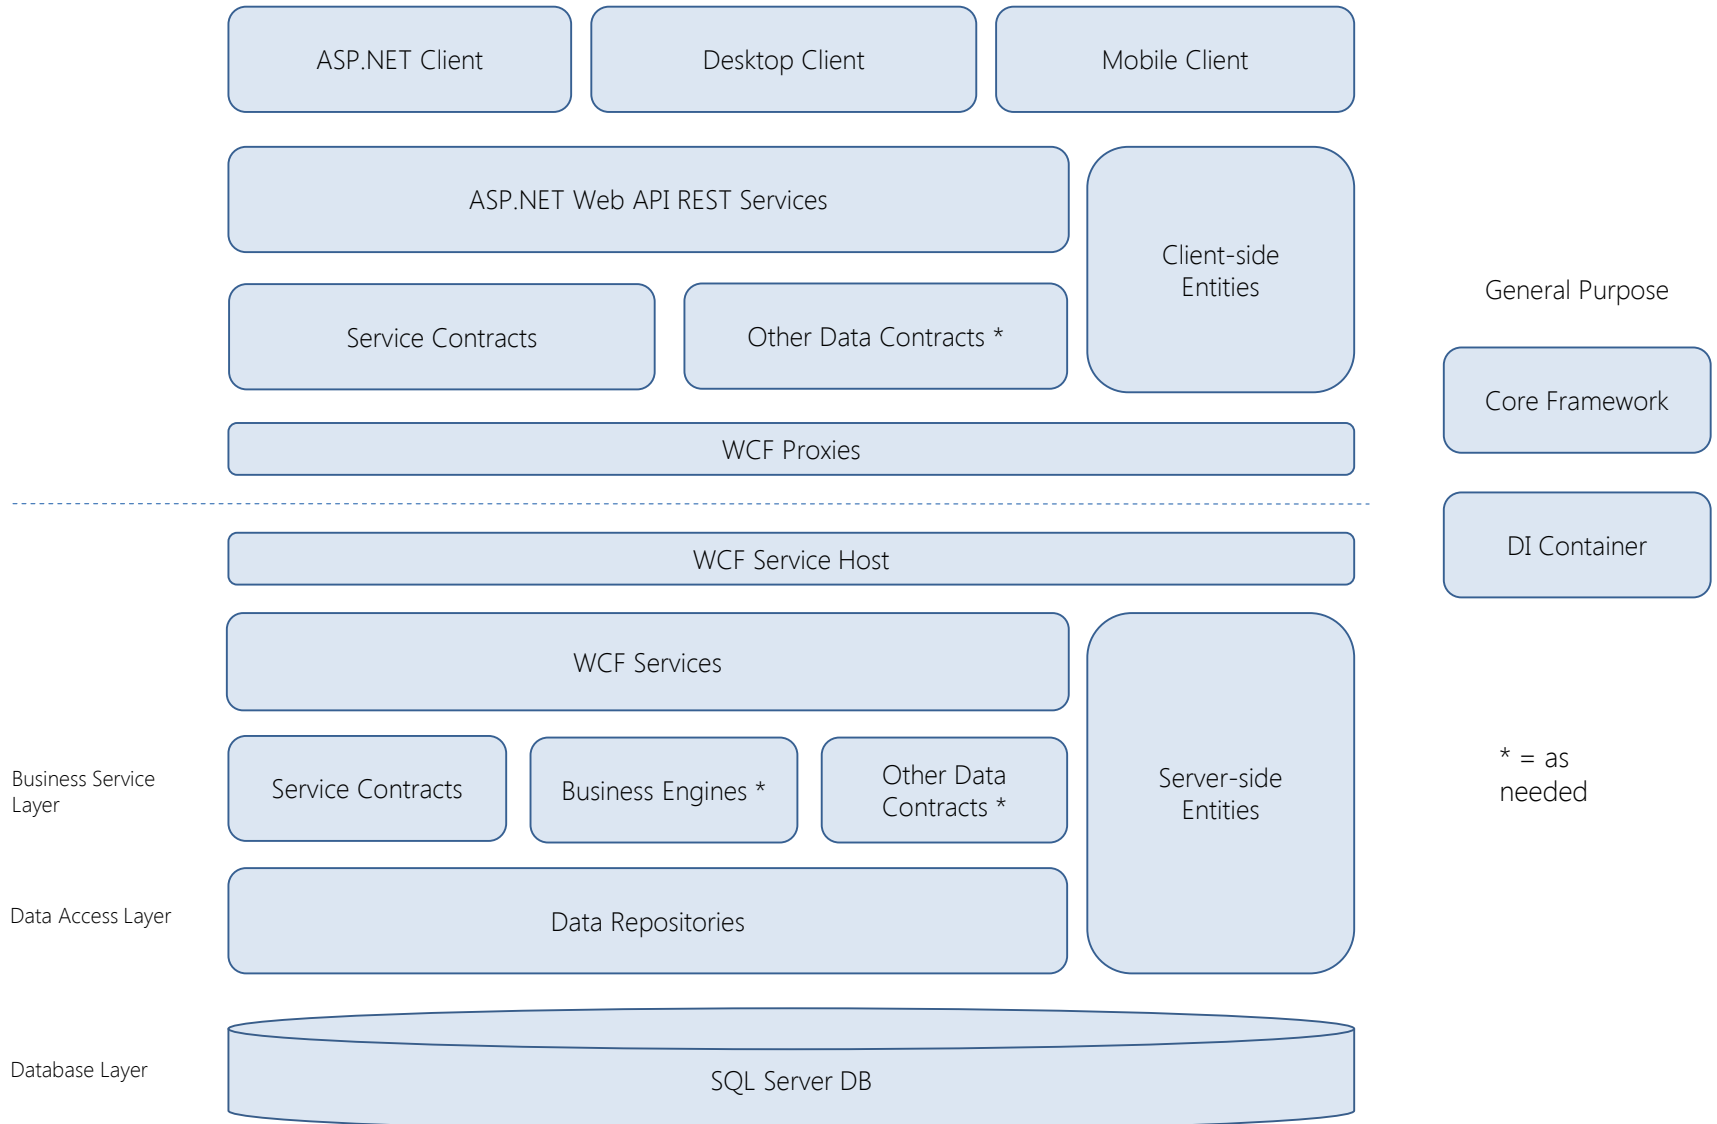 ASP.NET Client
Desktop Client
Mobile Client
ASP.NET Web API REST Services
Client-side
Entities
General Purpose
Service Contracts
Other Data Contracts *
Core Framework
WCF Proxies
DI Container
WCF Service Host
WCF Services
Business Service
Layer
Service Contracts
Business Engines *
Other Data
Contracts *
Server-side
Entities
* = as
needed
Data Access Layer
Data Repositories
Database Layer
SQL Server DB